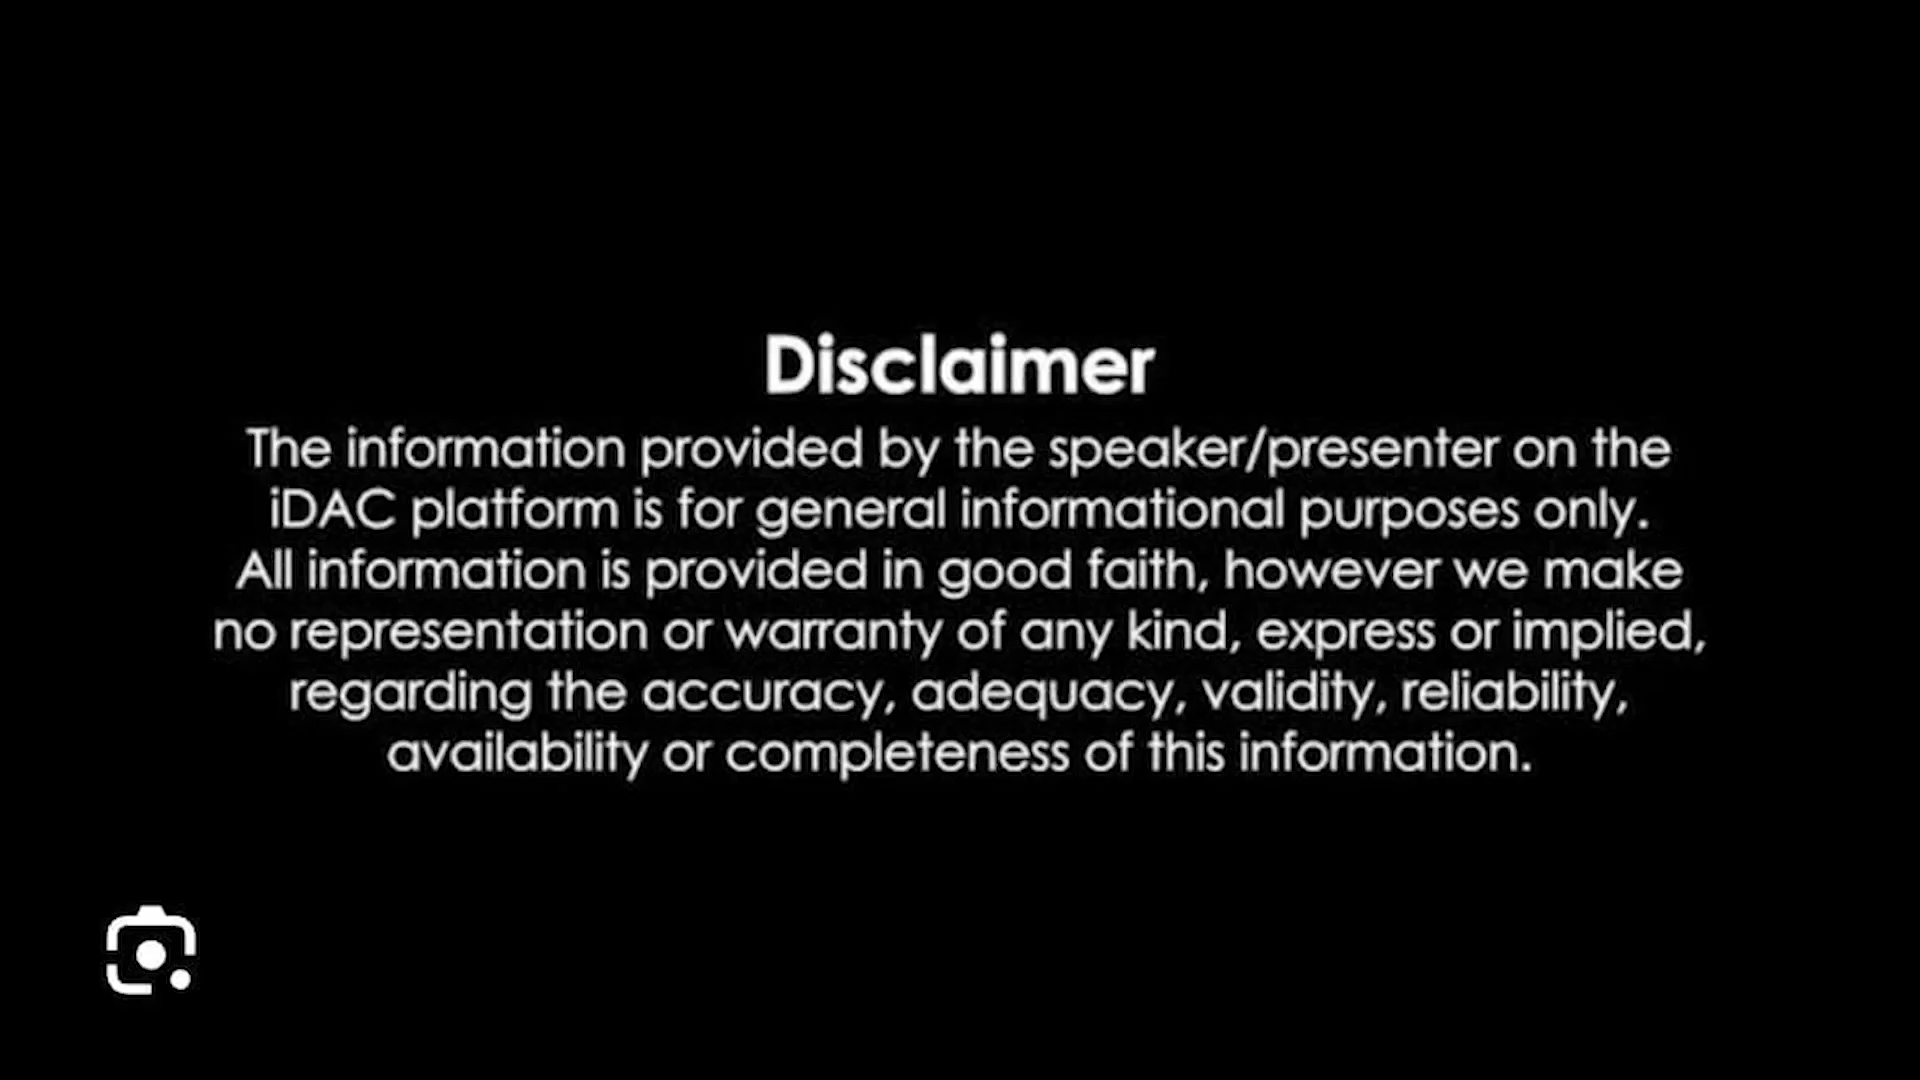 Disclaimer
The information provided by the speaker/presenter on the
iDAC platform is for general informational purposes only.
All information is provided in good faith, however we make
no representation or warranty of any kind, express or implied,
regarding the accuracy, adequacy, validity, reliability,
availability or completeness of this information.